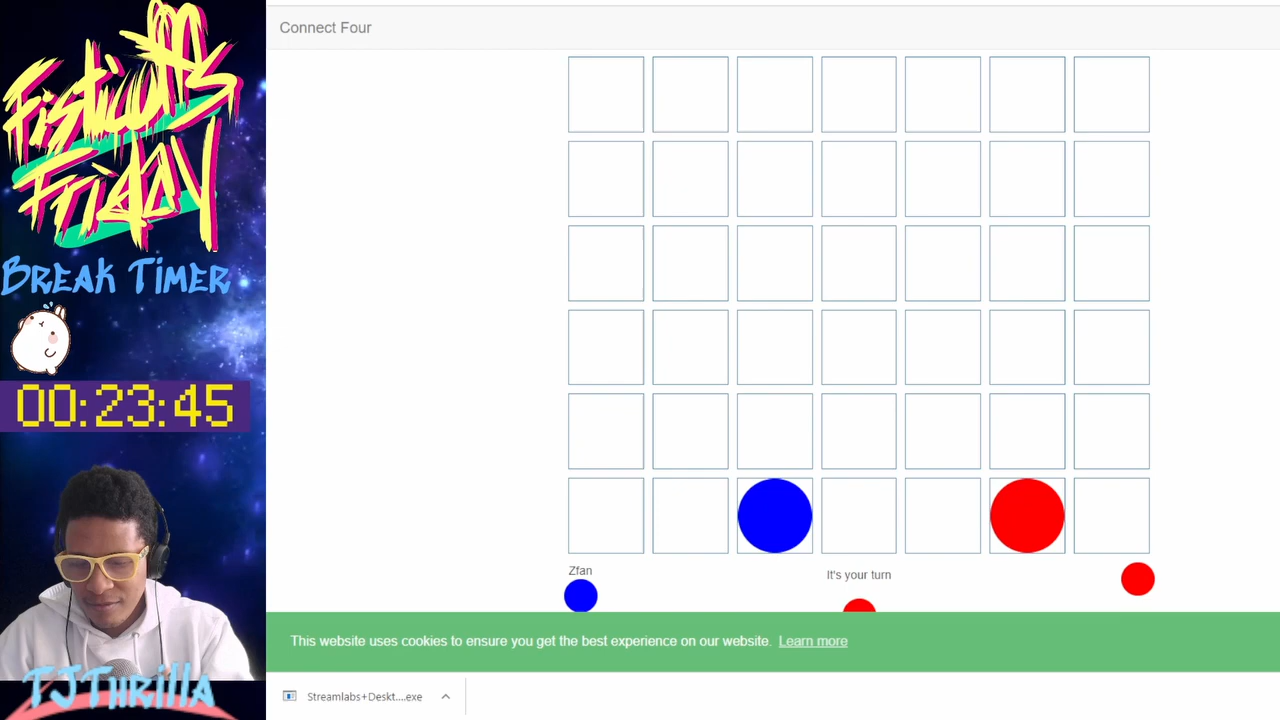 Fisticuffs
Friday
Break Timer
00:23:45
TJThrilla
Connect Four
Zfan
It's your turn
This website uses cookies to ensure you get the best experience on our website. Learn more
Streamlabs+Deskt....exe